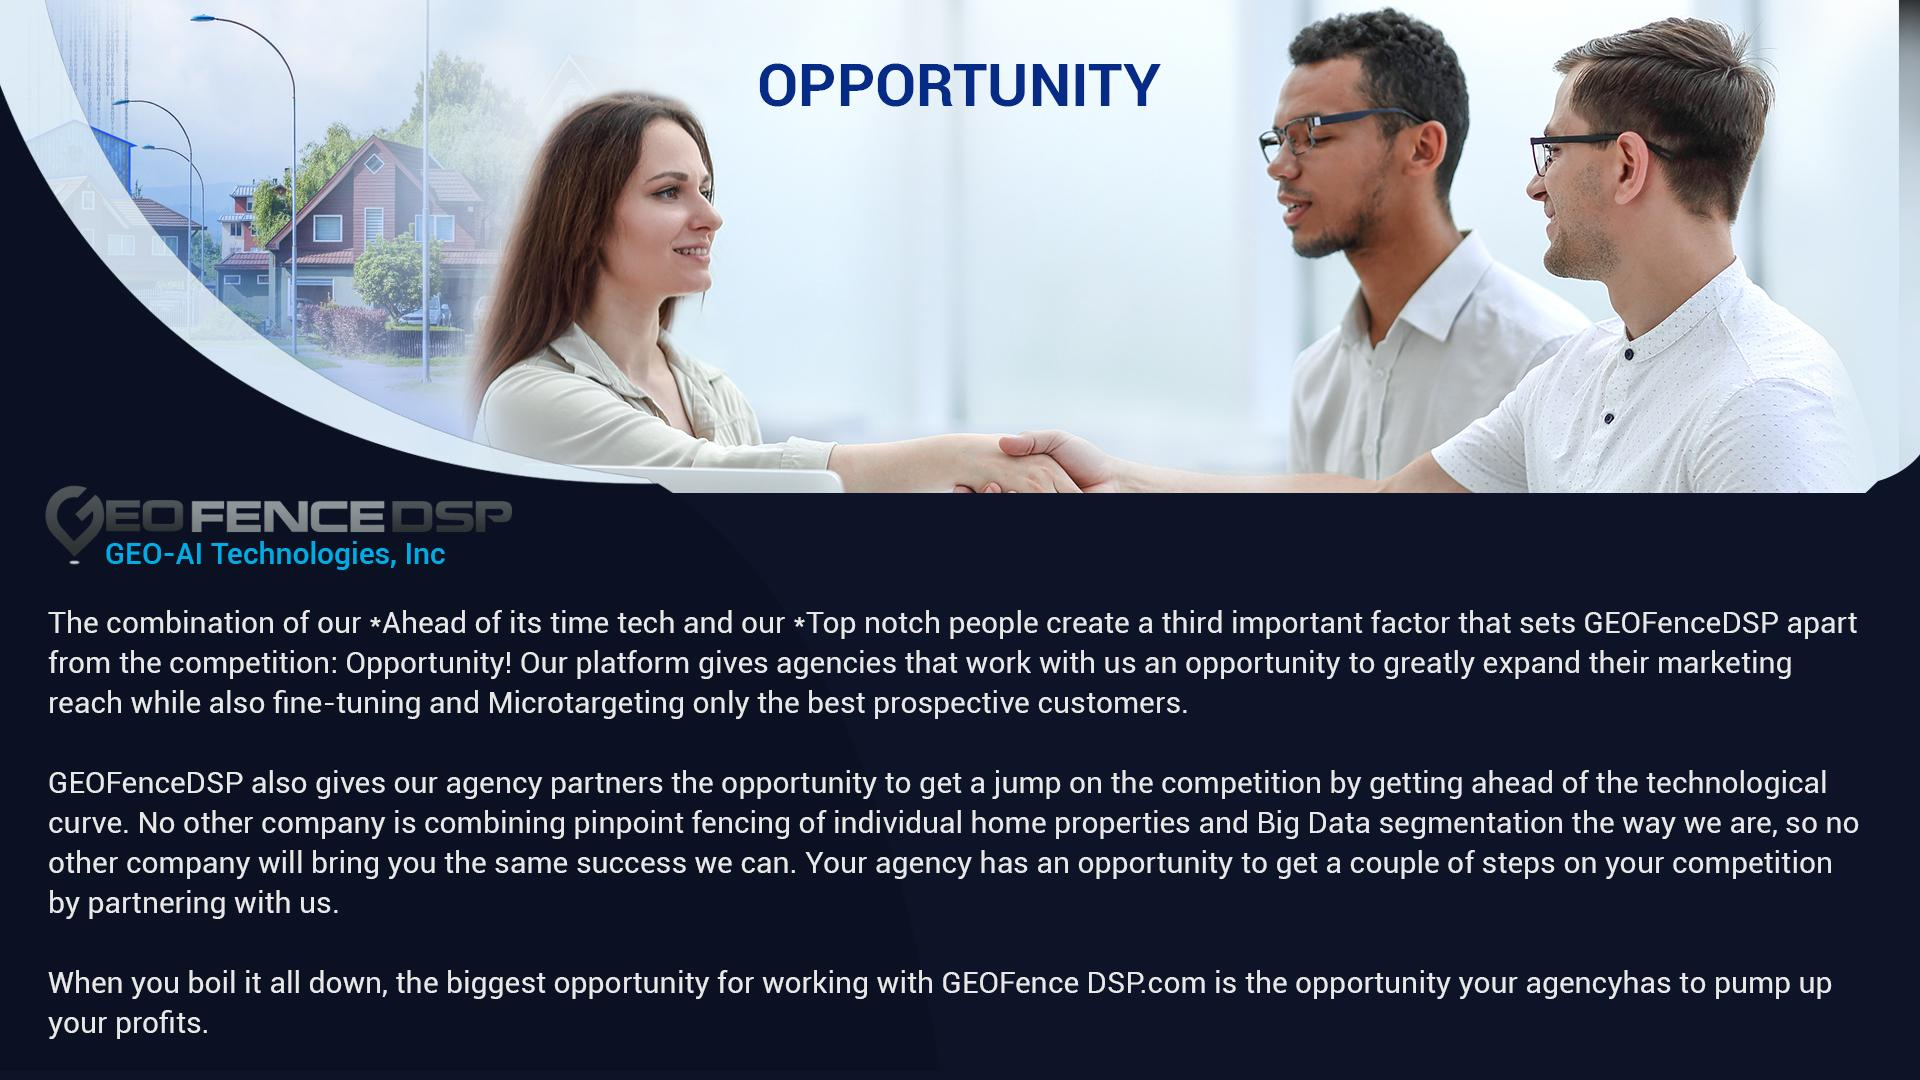 OPPORTUNITY
GEOFENCEDSP
GEO-AI Technologies, Inc
The combination of our *Ahead of its time tech and our *Top notch people create a third important factor that sets GEOFenceDSP apart
from the competition: Opportunity! Our platform gives agencies that work with us an opportunity to greatly expand their marketing
reach while also fine-tuning and Microtargeting only the best prospective customers.
GEOFenceDSP also gives our agency partners the opportunity to get a jump on the competition by getting ahead of the technological
curve. No other company is combining pinpoint fencing of individual home properties and Big Data segmentation the way we are, so no
other company will bring you the same success we can. Your agency has an opportunity to get a couple of steps on your competition
by partnering with us.
When you boil it all down, the biggest opportunity for working with GEOFence DSP.com is the opportunity your agencyhas to pump up
your profits.